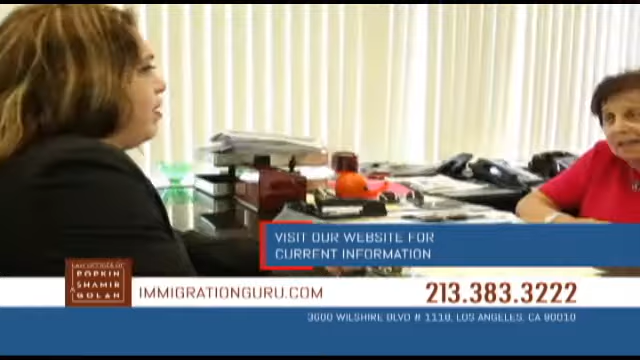 VISIT OUR WEBSITE FOR
CURRENT INFORMATION
LAW OFFICES OF
POPKIN
SHAMIR
& GOLAN
IMMIGRATIONGURU.COM
213.383.3222
3600 WILSHIRE BLVD # 1118, LOS ANGELES, CA 90010